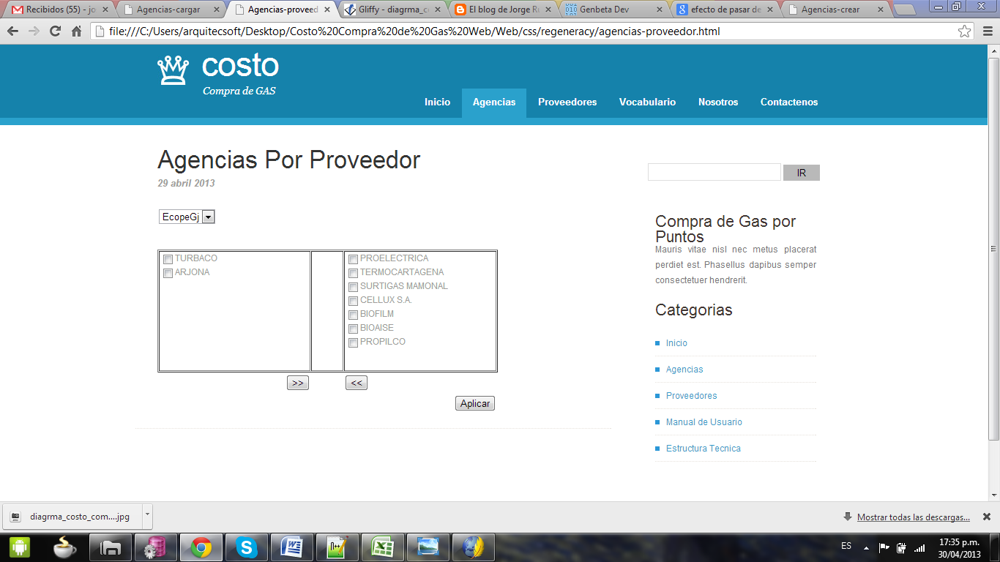 Recibidos (55) - jo
Agencias-cargar
Agencias-proveed
Gliffy - diagrma_c
El blog de Jorge Ru
Genbeta Dev
efecto de pasar de
Agencias-crear
file:///C:/Users/arquitecsoft/Desktop/Costo%20Compra%20de%20Gas%20Web/Web/css/regeneracy/agencias-proveedor.html
costo
Compra de GAS
Inicio Agencias Proveedores Vocabulario Nosotros Contactenos
Agencias Por Proveedor
29 abril 2013
IR
EcopeGj
TURBACO
ARJONA
PROELECTRICA
TERMOCARTAGENA
SURTIGAS MAMONAL
CELLUX S.A.
BIOFILM
BIOAISE
PROPILCO
>> <<
Aplicar
Compra de Gas por
Puntos
Mauris vitae nisl nec metus placerat
perdiet est. Phasellus dapibus semper
consectetuer hendrerit.
Categorias
Inicio
Agencias
Proveedores
Manual de Usuario
Estructura Tecnica
diagrma_costo_com....jpg
Mostrar todas las descargas...
ES
17:35 p.m.
30/04/2013